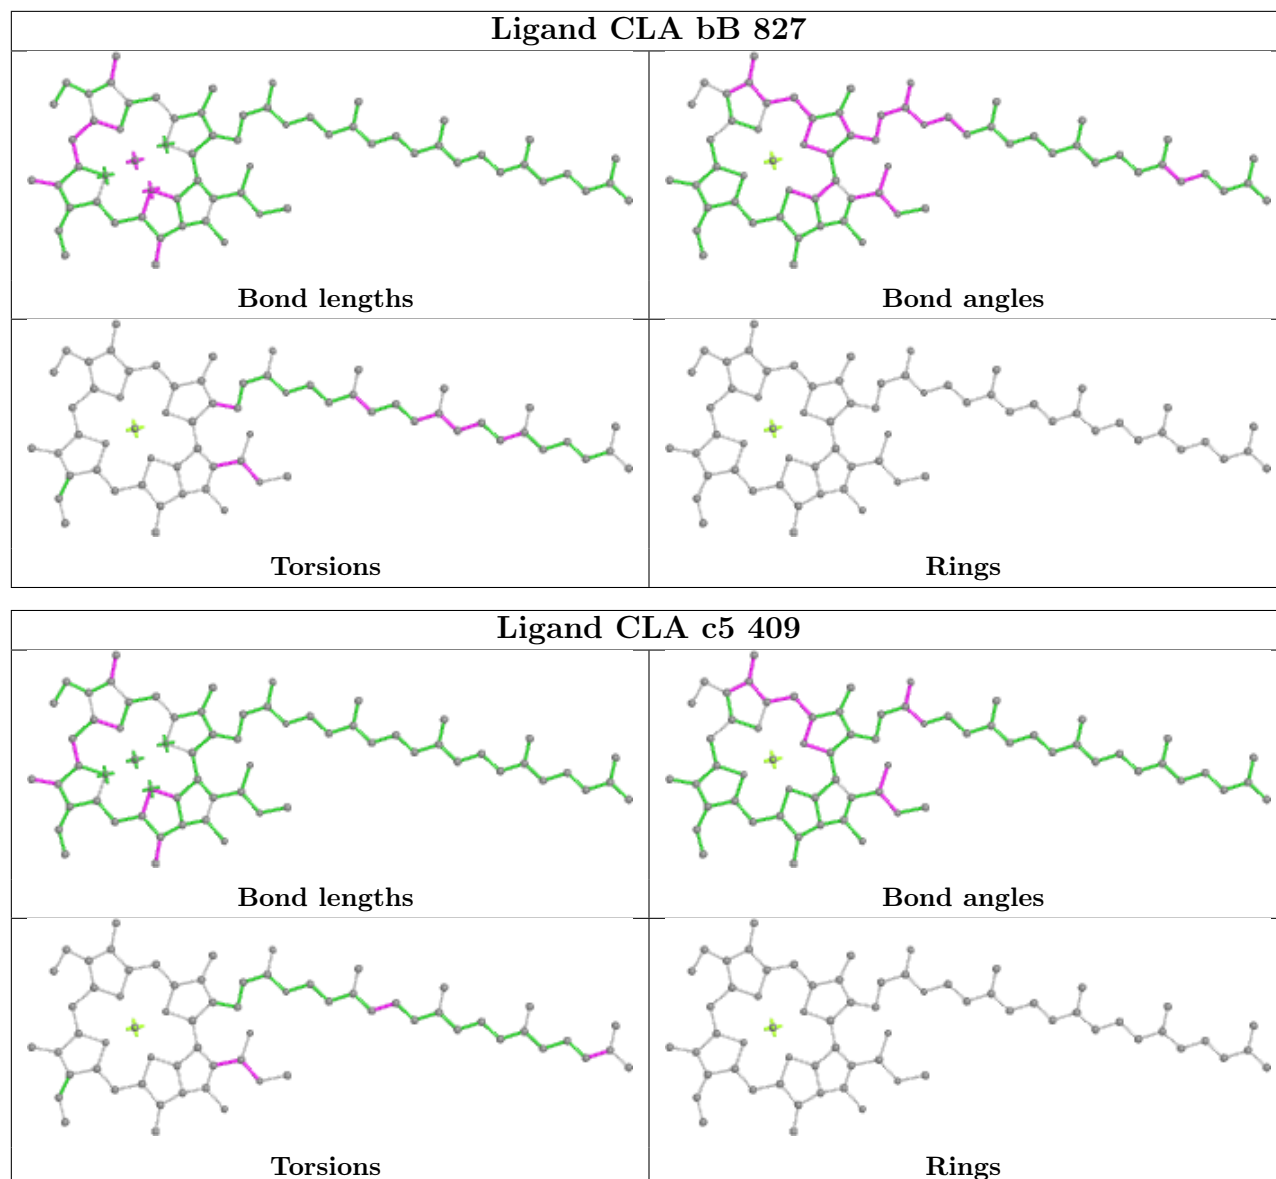 Ligand CLA bB 827
Bond lengths
Bond angles
Torsions
Rings
Ligand CLA c5 409
Bond lengths
Bond angles
Torsions
Rings